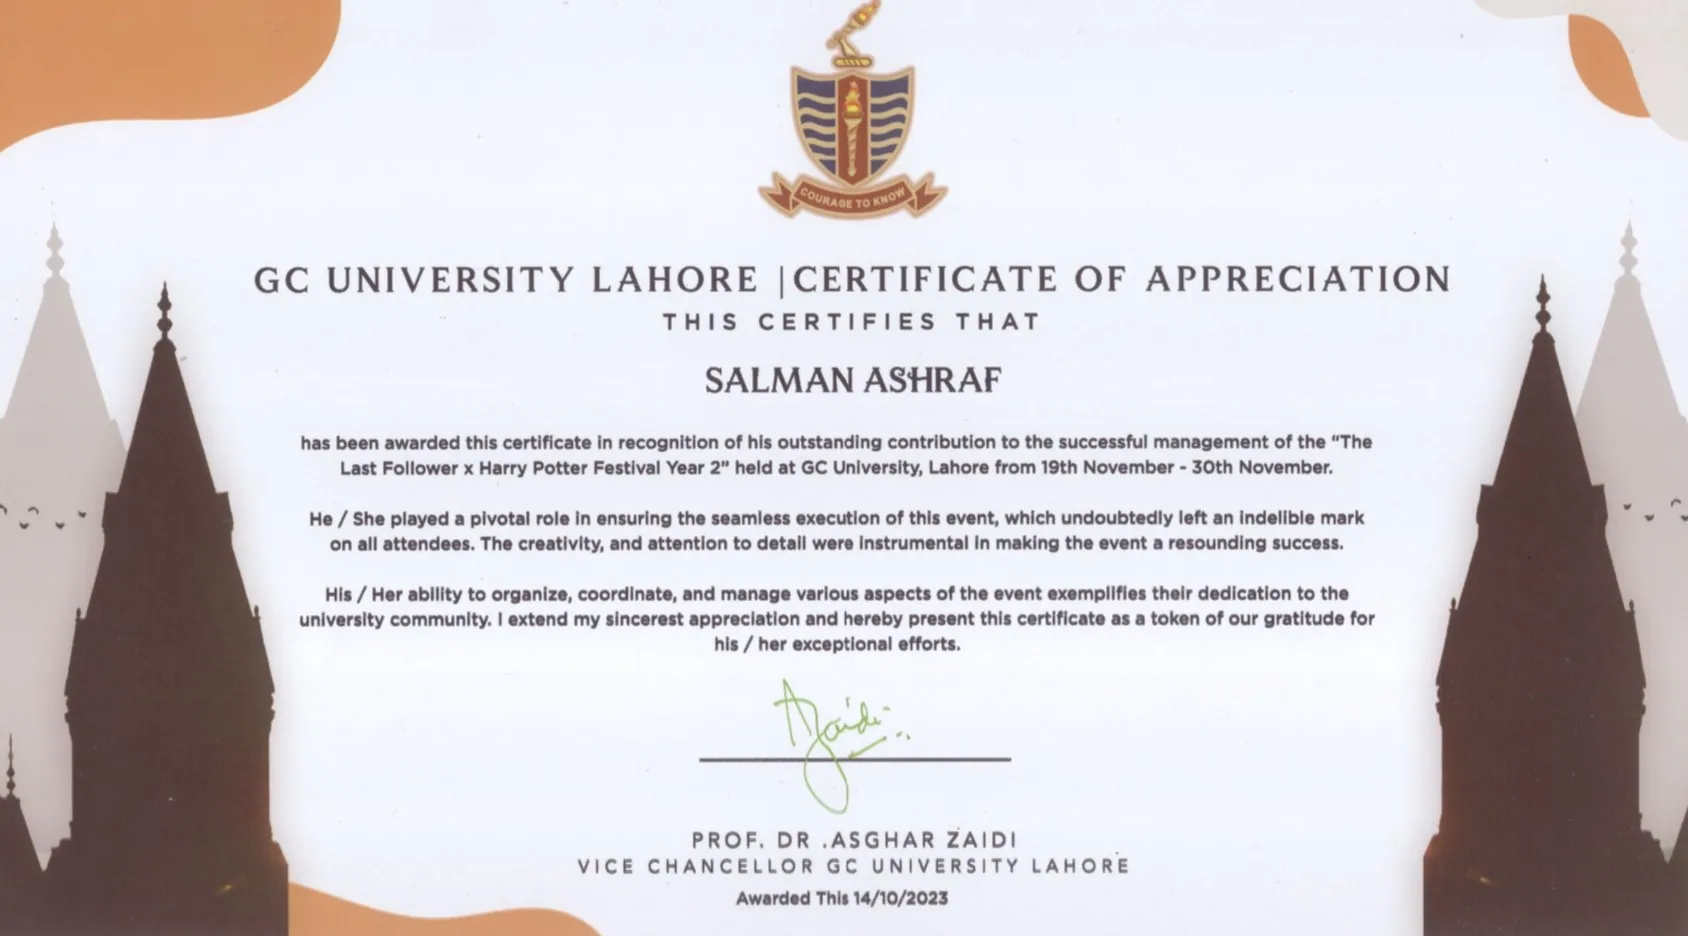 COURAGE TO KNOW
GC UNIVERSITY LAHORE | CERTIFICATE OF APPRECIATION
THIS CERTIFIES THAT
SALMAN ASHRAF
has been awarded this certificate in recognition of his outstanding contribution to the successful management of the “The
Last Follower x Harry Potter Festival Year 2” held at GC University, Lahore from 19th November - 30th November.
He / She played a pivotal role in ensuring the seamless execution of this event, which undoubtedly left an indelible mark
on all attendees. The creativity, and attention to detail were instrumental in making the event a resounding success.
His / Her ability to organize, coordinate, and manage various aspects of the event exemplifies their dedication to the
university community. I extend my sincerest appreciation and hereby present this certificate as a token of our gratitude for
his / her exceptional efforts.
AZaidi
PROF. DR .ASGHAR ZAIDI
VICE CHANCELLOR GC UNIVERSITY LAHORE
Awarded This 14/10/2023